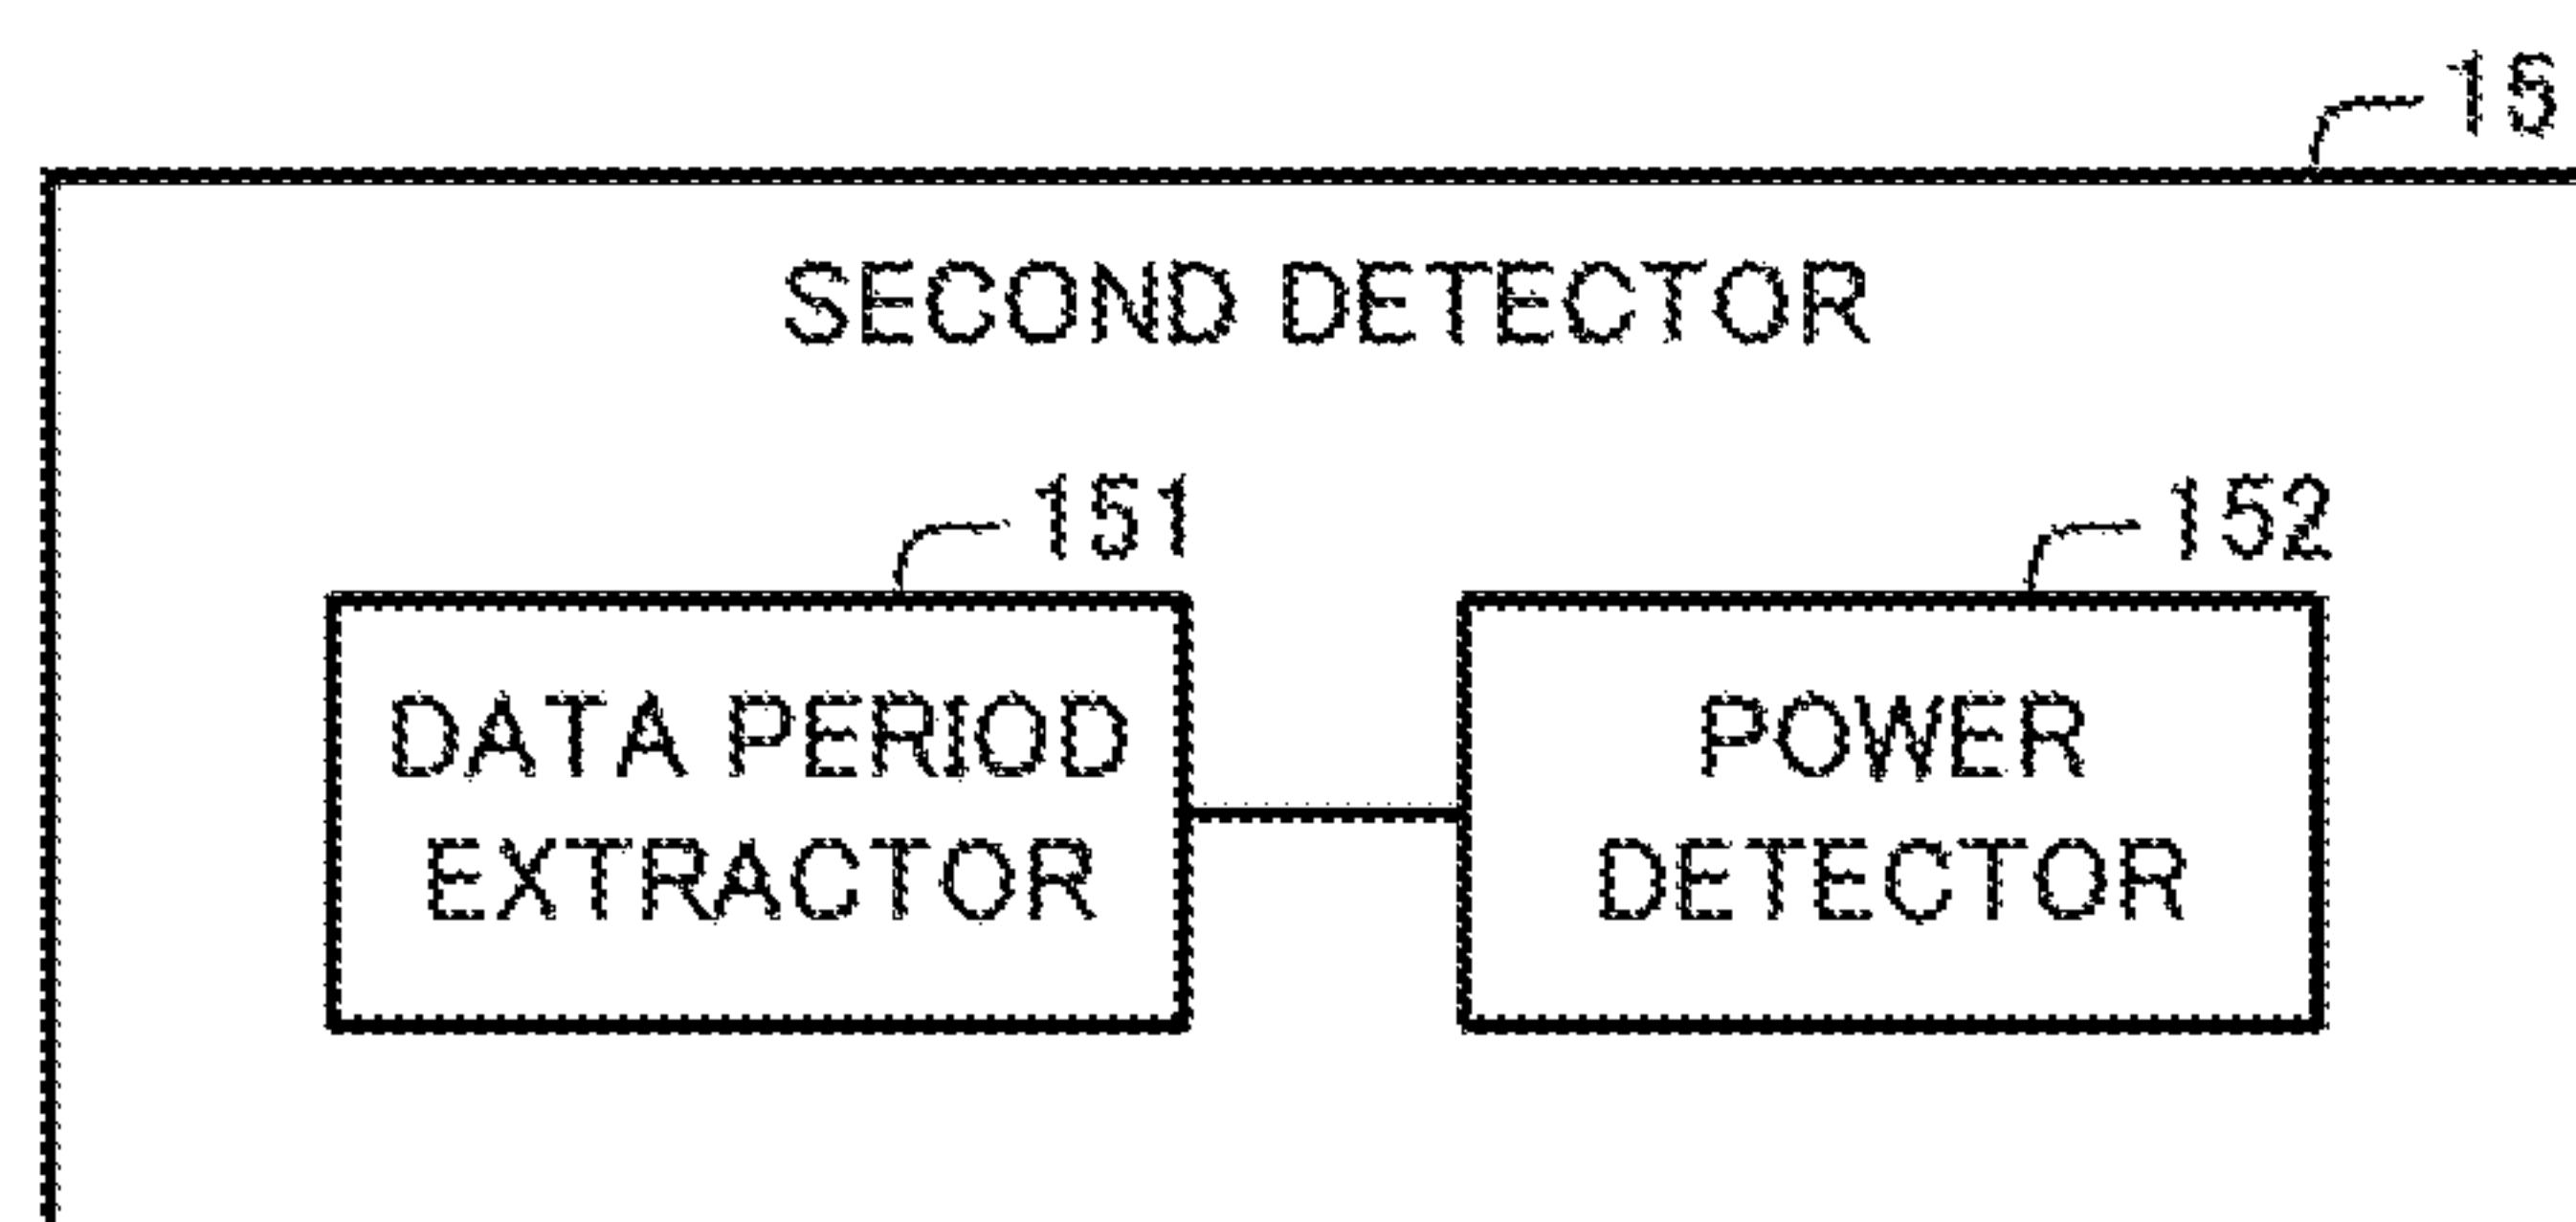 15
SECOND DETECTOR
151
152
DATA PERIOD
EXTRACTOR
POWER
DETECTOR